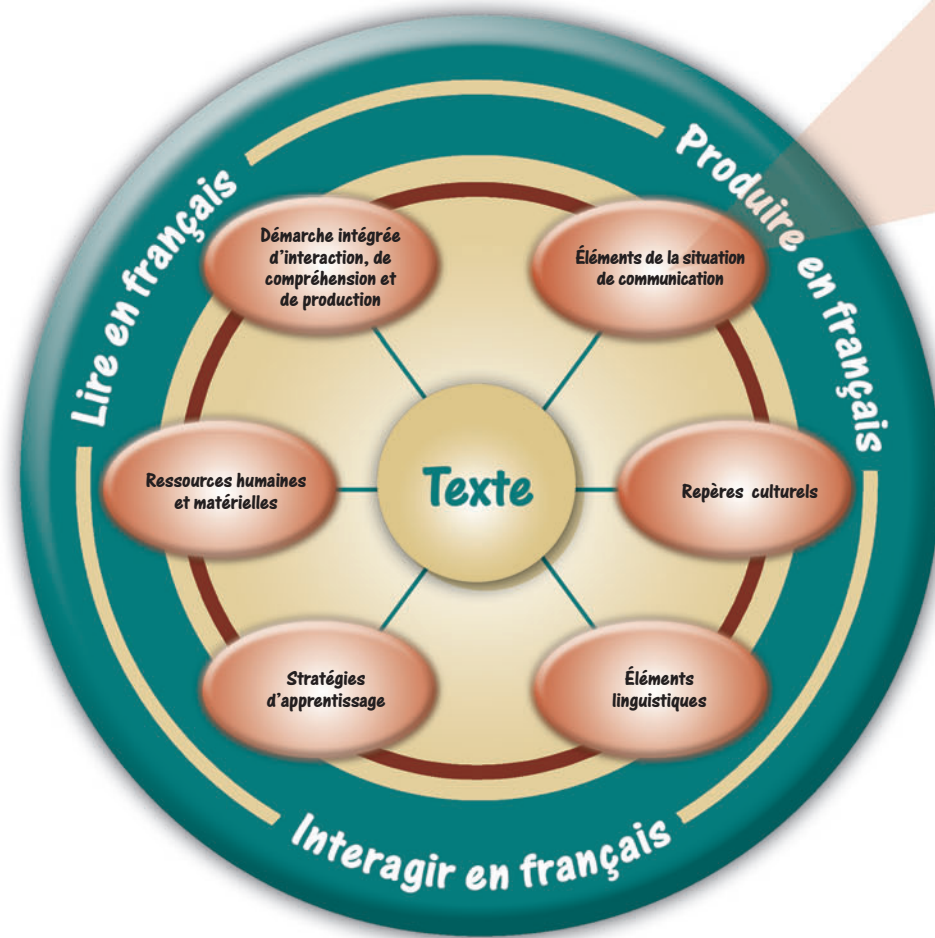 Lire en français
Produire en français
Démarche intégrée
d'interaction, de
compréhension et
de production
Éléments de la situation
de communication
Ressources humaines
et matérielles
Texte
Repères culturels
Stratégies
d'apprentissage
Éléments
linguistiques
Interagir en français